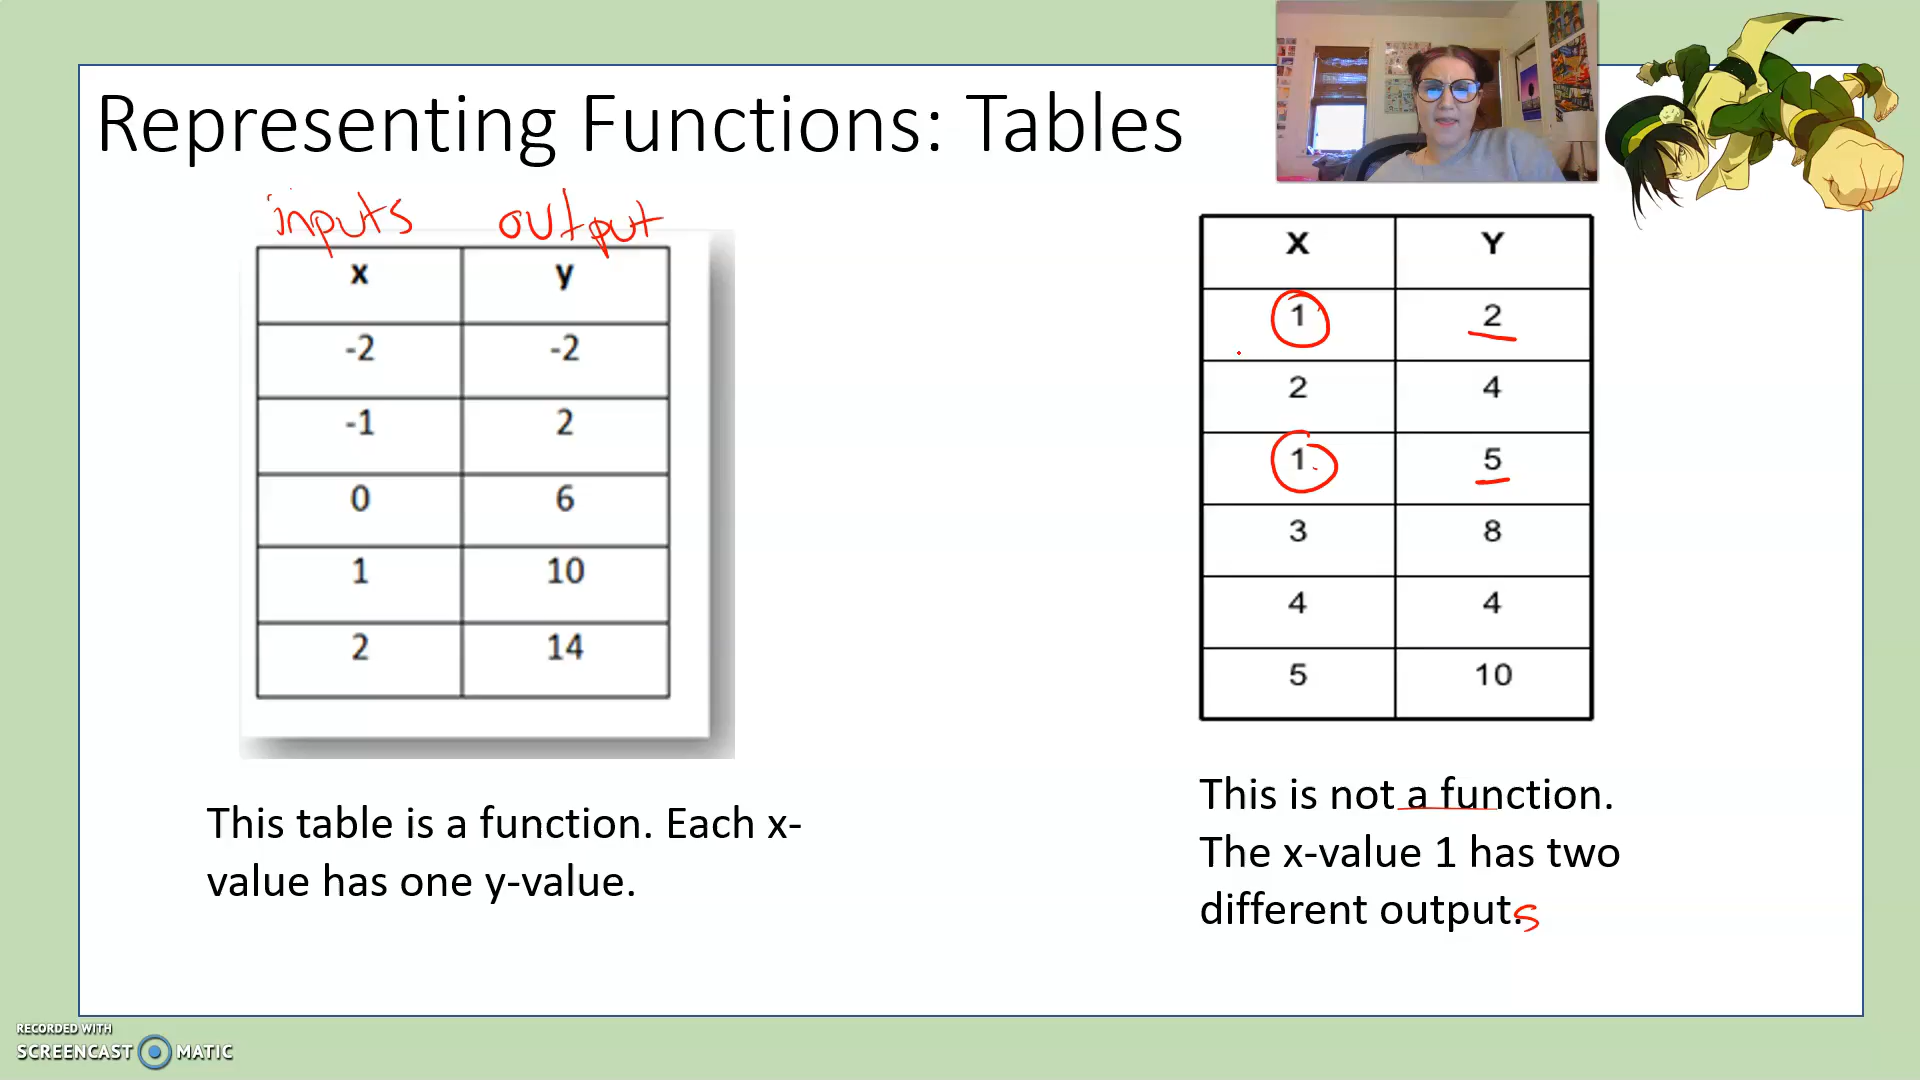 Representing Functions: Tables
inputs output
x y
-2 -2
-1 2
0 6
1 10
2 14
This table is a function. Each x-
value has one y-value.
X Y
1 2
2 4
1 5
3 8
4 4
5 10
This is not a function.
The x-value 1 has two
different output.s
RECORDED WITH
SCREENCAST MATIC